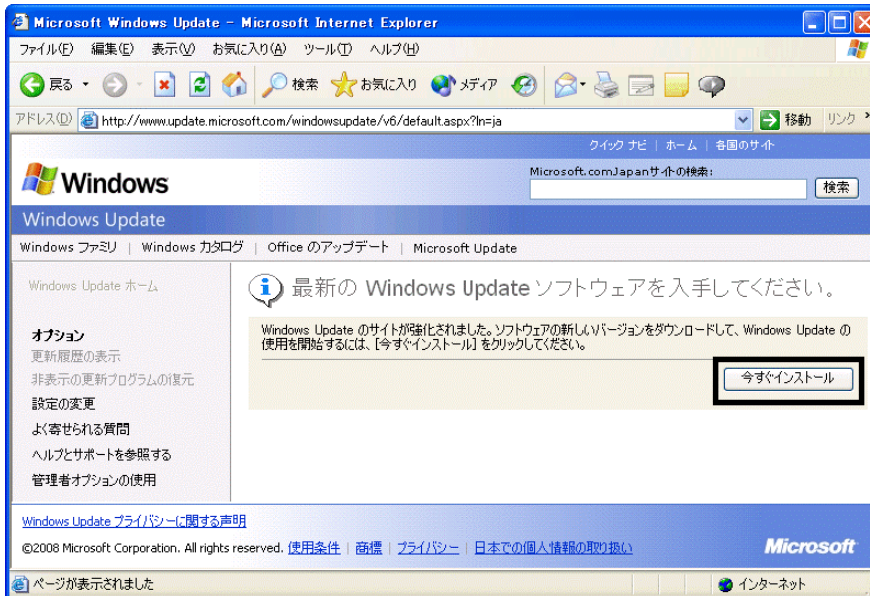 Microsoft Windows Update - Microsoft Internet Explorer
ファイル(F) 編集(E) 表示(V) お気に入り(A) ツール(T) ヘルプ(H)
戻る 検索 お気に入り メディア
アドレス(D) http://www.update.microsoft.com/windowsupdate/v6/default.aspx?ln=ja 移動 リンク
クイック ナビ | ホーム | 各国のサイト
Windows
Microsoft.comJapanサイトの検索:
検索
Windows Update
Windows ファミリ | Windows カタログ | Office のアップデート | Microsoft Update
Windows Update ホーム
オプション
更新履歴の表示
非表示の更新プログラムの復元
設定の変更
よく寄せられる質問
ヘルプとサポートを参照する
管理者オプションの使用
最新の Windows Update ソフトウェアを入手してください。
Windows Update のサイトが強化されました。ソフトウェアの新しいバージョンをダウンロードして、Windows Update の
使用を開始するには、[今すぐインストール] をクリックしてください。
今すぐインストール
Windows Update プライバシーに関する声明
©2008 Microsoft Corporation. All rights reserved. 使用条件 | 商標 | プライバシー | 日本での個人情報の取り扱い
Microsoft
ページが表示されました インターネット